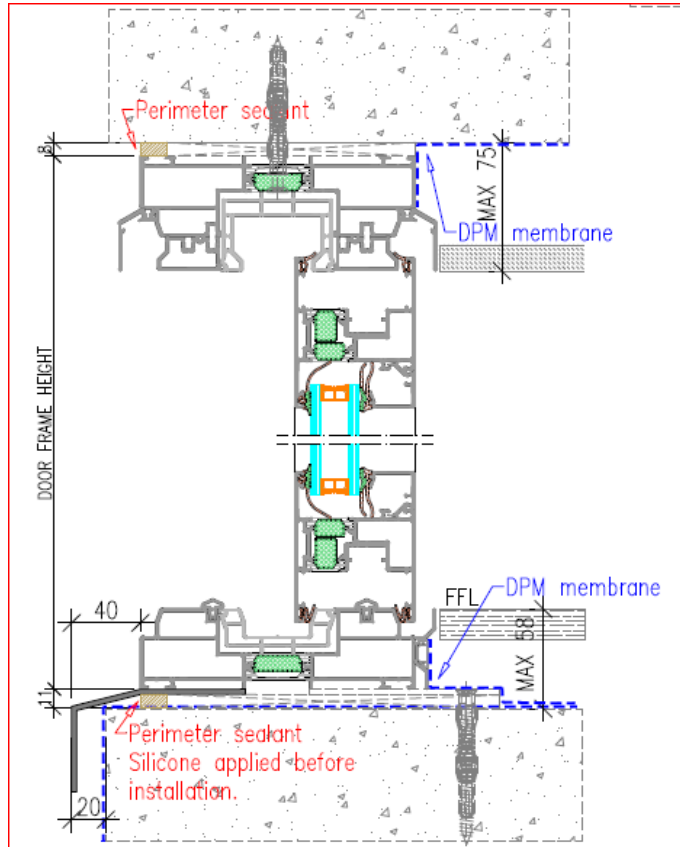 Perimeter sealant
8
MAX 75
DPM membrane
DOOR FRAME HEIGHT
DPM membrane
FFL
40
MAX 58
11
Perimeter sealant
Silicone applied before
installation.
20